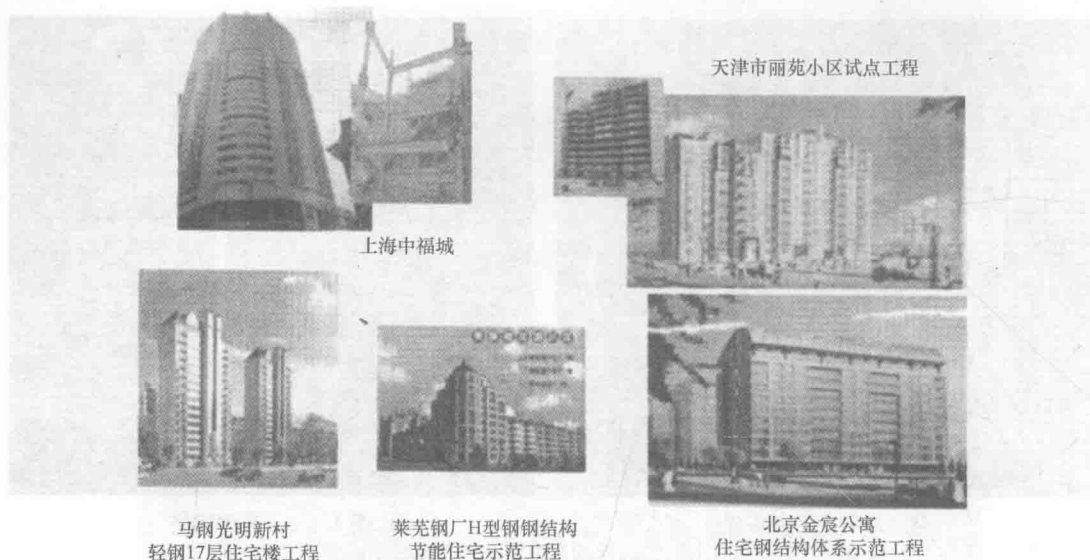 天津市丽苑小区试点工程
上海中福城
马钢光明新村
轻钢17层住宅楼工程
莱芜钢厂H型钢钢结构
节能住宅示范工程
北京金宸公寓
住宅钢结构体系示范工程